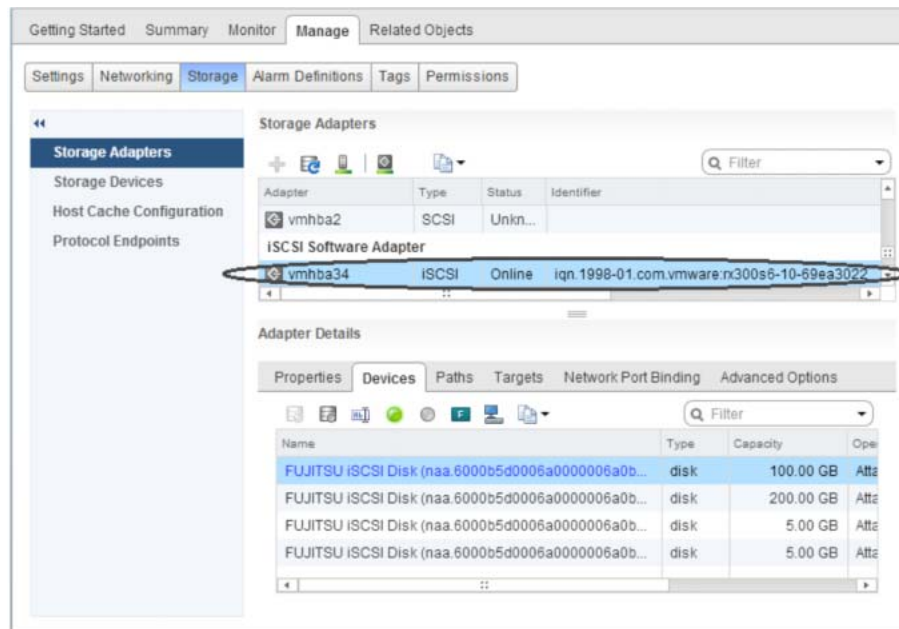 Getting Started Summary Monitor Manage Related Objects
Settings Networking Storage Alarm Definitions Tags Permissions
Storage Adapters
Storage Devices
Host Cache Configuration
Protocol Endpoints
Storage Adapters
Filter
Adapter Type Status Identifier
vmhba2 SCSI Unkn...
iSCSI Software Adapter
vmhba34 iSCSI Online iqn.1998-01.com.vmware:rx300s6-10-69ea3022
Adapter Details
Properties Devices Paths Targets Network Port Binding Advanced Options
F
Filter
Name Type Capacity Ope
FUJITSU iSCSI Disk (naa.6000b5d0006a0000006a0b... disk 100.00 GB Atta
FUJITSU iSCSI Disk (naa.6000b5d0006a0000006a0b... disk 200.00 GB Atta
FUJITSU iSCSI Disk (naa.6000b5d0006a0000006a0b... disk 5.00 GB Atta
FUJITSU iSCSI Disk (naa.6000b5d0006a0000006a0b... disk 5.00 GB Atta